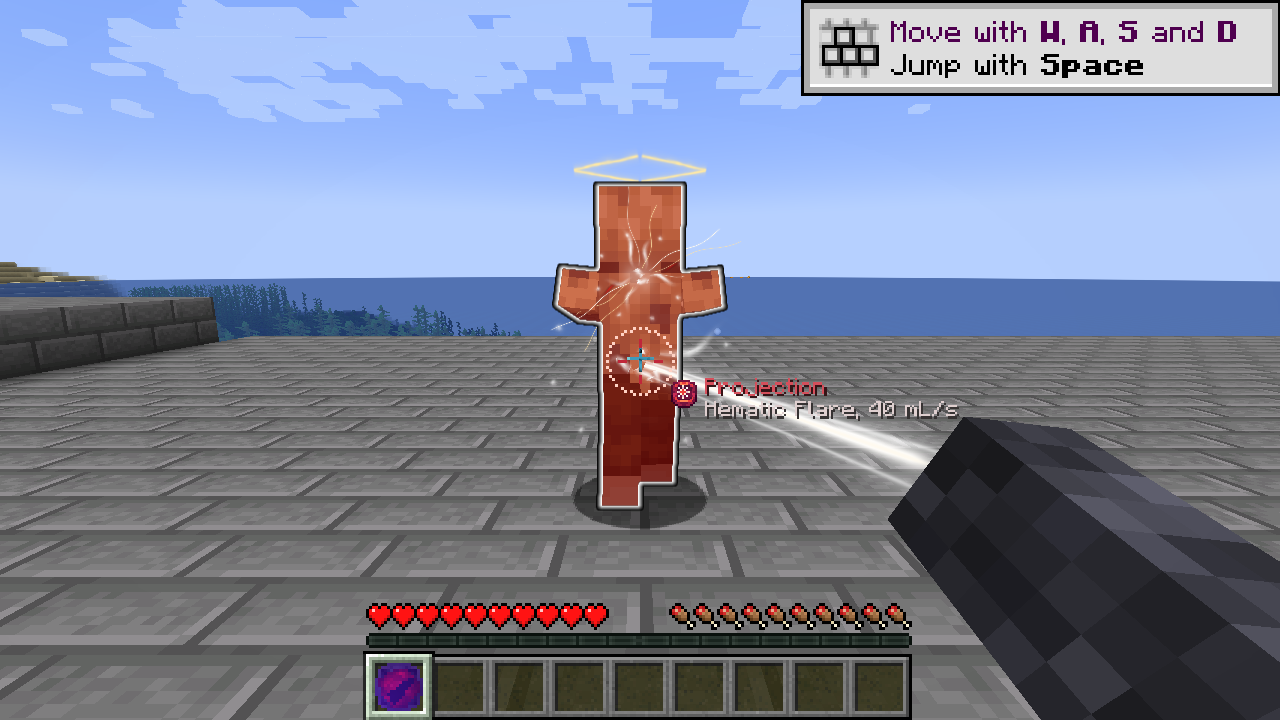 Move with W, A, S and D
Jump with Space
Projection
Hematic Flare, 40 mL/s